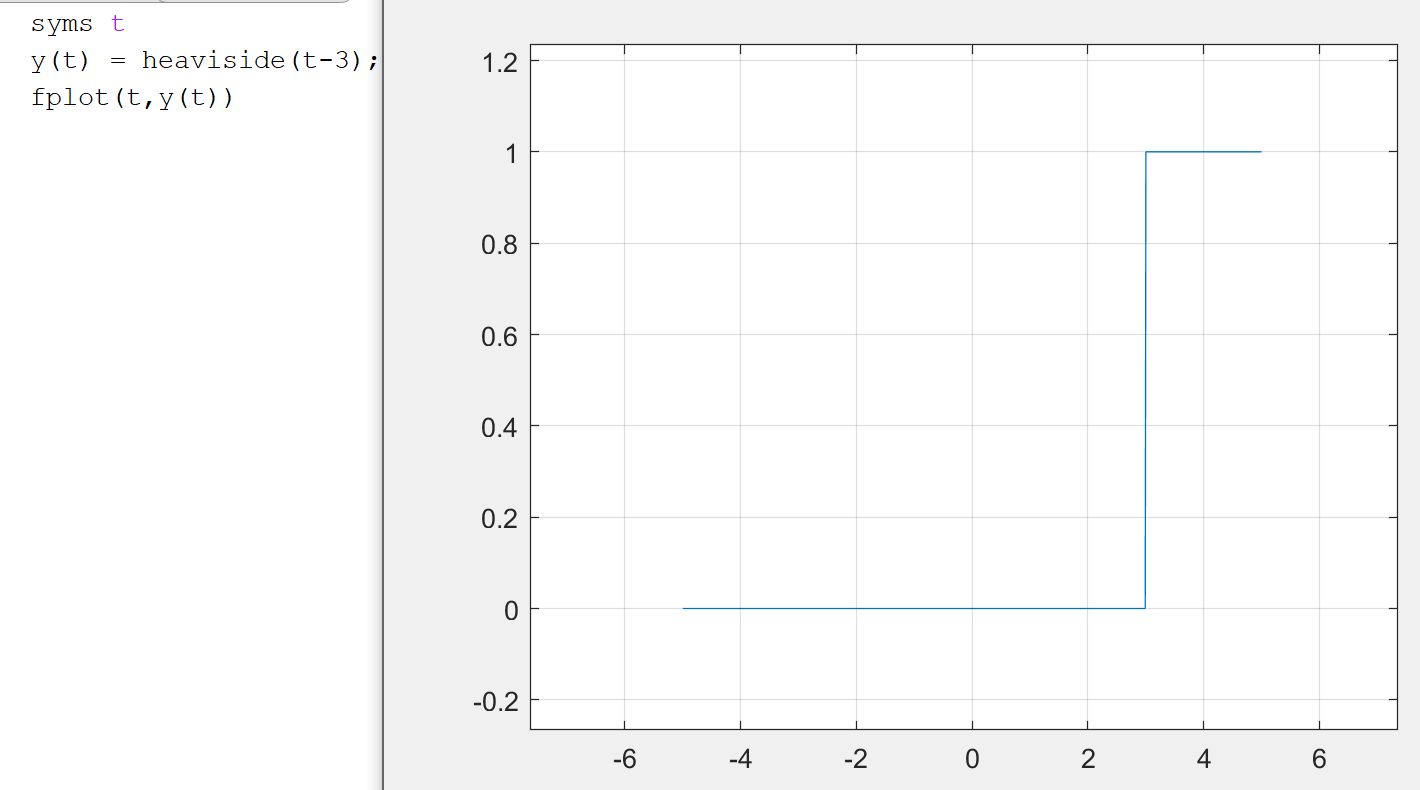 syms t
y(t) = heaviside(t-3);
fplot(t,y(t))
1.2
1
0.8
0.6
0.4
0.2
0
-0.2
-6 -4 -2 0 2 4 6